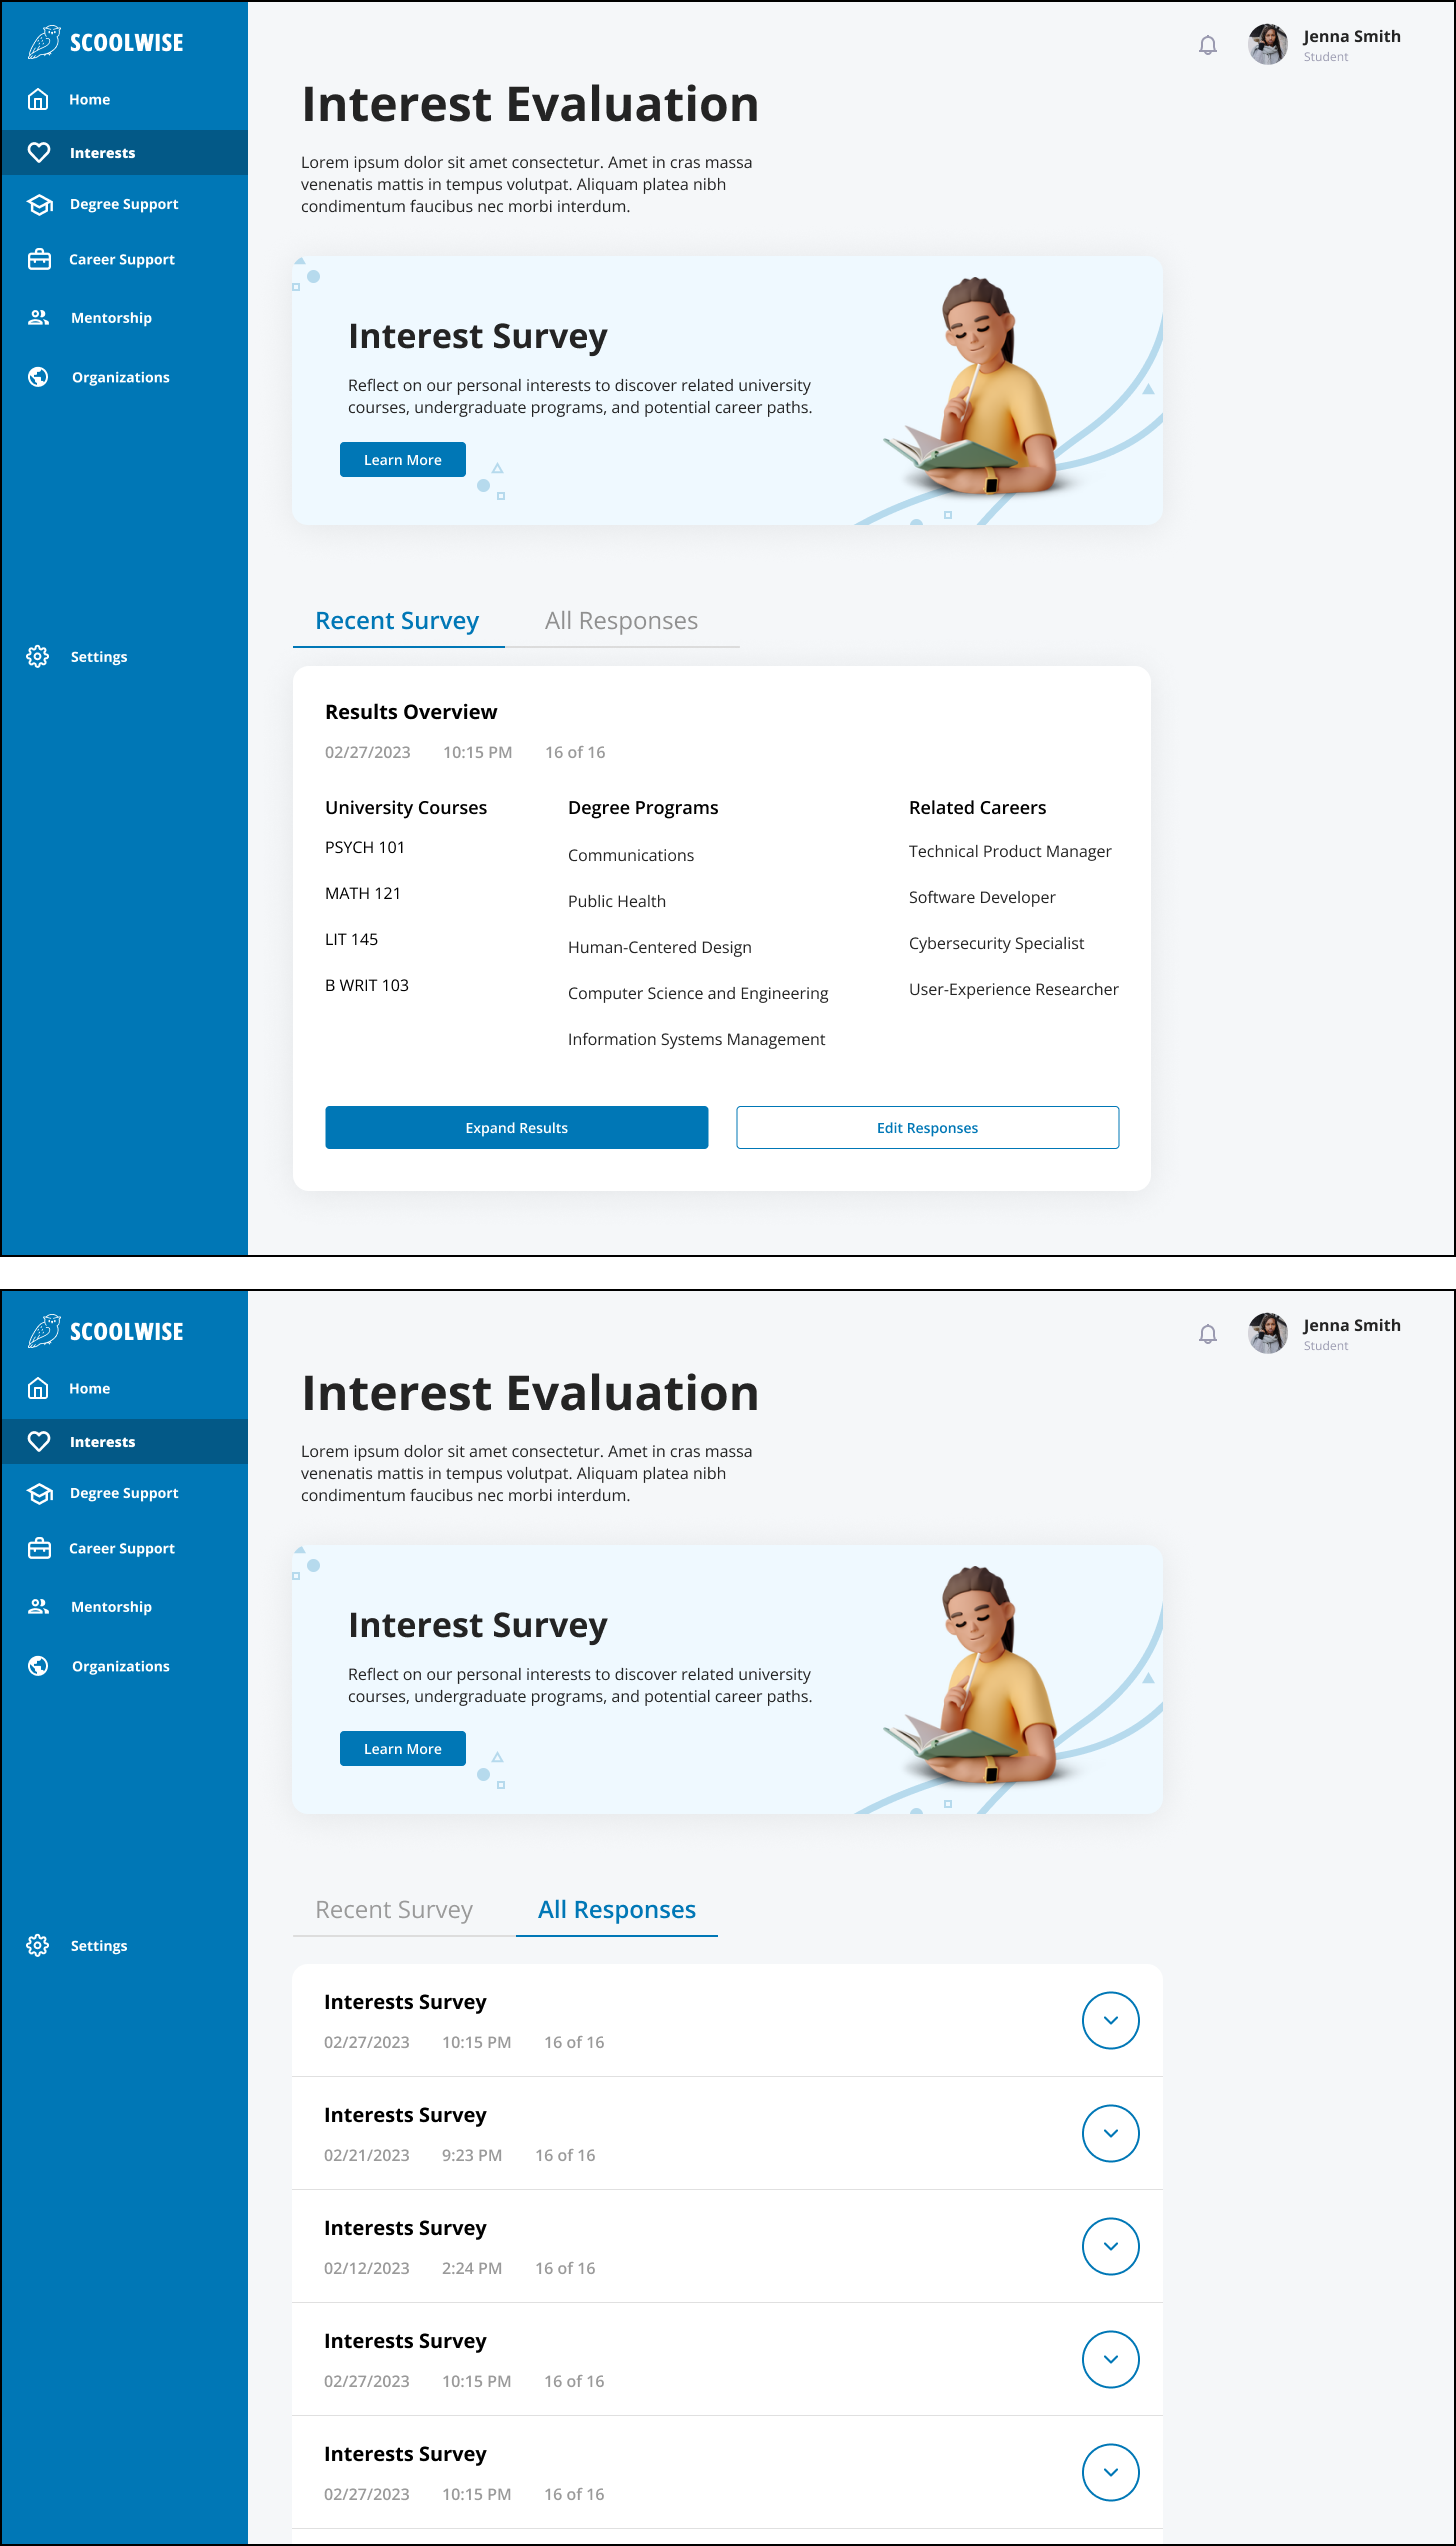 SCOOLWISE
Home
Interests
Degree Support
Career Support
Mentorship
Organizations
Settings
Jenna Smith
Student
Interest Evaluation
Lorem ipsum dolor sit amet consectetur. Amet in cras massa
venenatis mattis in tempus volutpat. Aliquam platea nibh
condimentum faucibus nec morbi interdum.
Interest Survey
Reflect on our personal interests to discover related university
courses, undergraduate programs, and potential career paths.
Learn More
Recent Survey All Responses
Results Overview
02/27/2023 10:15 PM 16 of 16
University Courses
PSYCH 101
MATH 121
LIT 145
B WRIT 103
Degree Programs
Communications
Public Health
Human-Centered Design
Computer Science and Engineering
Information Systems Management
Related Careers
Technical Product Manager
Software Developer
Cybersecurity Specialist
User-Experience Researcher
Expand Results
Edit Responses
SCOOLWISE
Home
Interests
Degree Support
Career Support
Mentorship
Organizations
Settings
Jenna Smith
Student
Interest Evaluation
Lorem ipsum dolor sit amet consectetur. Amet in cras massa
venenatis mattis in tempus volutpat. Aliquam platea nibh
condimentum faucibus nec morbi interdum.
Interest Survey
Reflect on our personal interests to discover related university
courses, undergraduate programs, and potential career paths.
Learn More
Recent Survey All Responses
Interests Survey
02/27/2023 10:15 PM 16 of 16
Interests Survey
02/21/2023 9:23 PM 16 of 16
Interests Survey
02/12/2023 2:24 PM 16 of 16
Interests Survey
02/27/2023 10:15 PM 16 of 16
Interests Survey
02/27/2023 10:15 PM 16 of 16